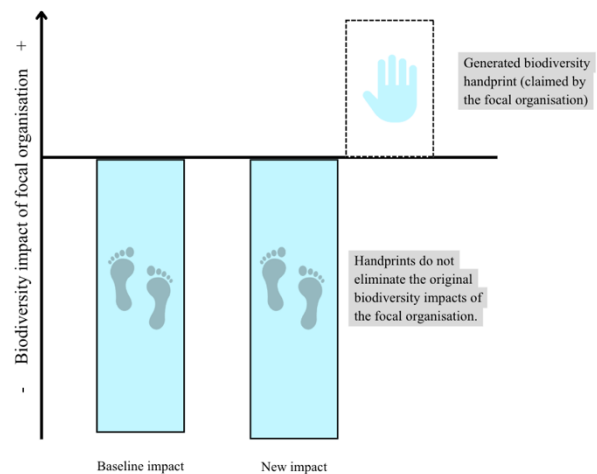 - Biodiversity impact of focal organisation +
Generated biodiversity
handprint (claimed by
the focal organisation)
Handprints do not
eliminate the original
biodiversity impacts of
the focal organisation.
Baseline impact
New impact